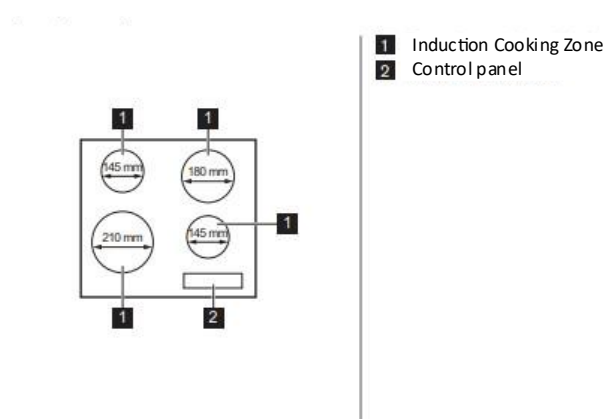 1 Induction Cooking Zone
2 Control panel
1 1
145 mm 180 mm
1
210 mm 145 mm
1 2